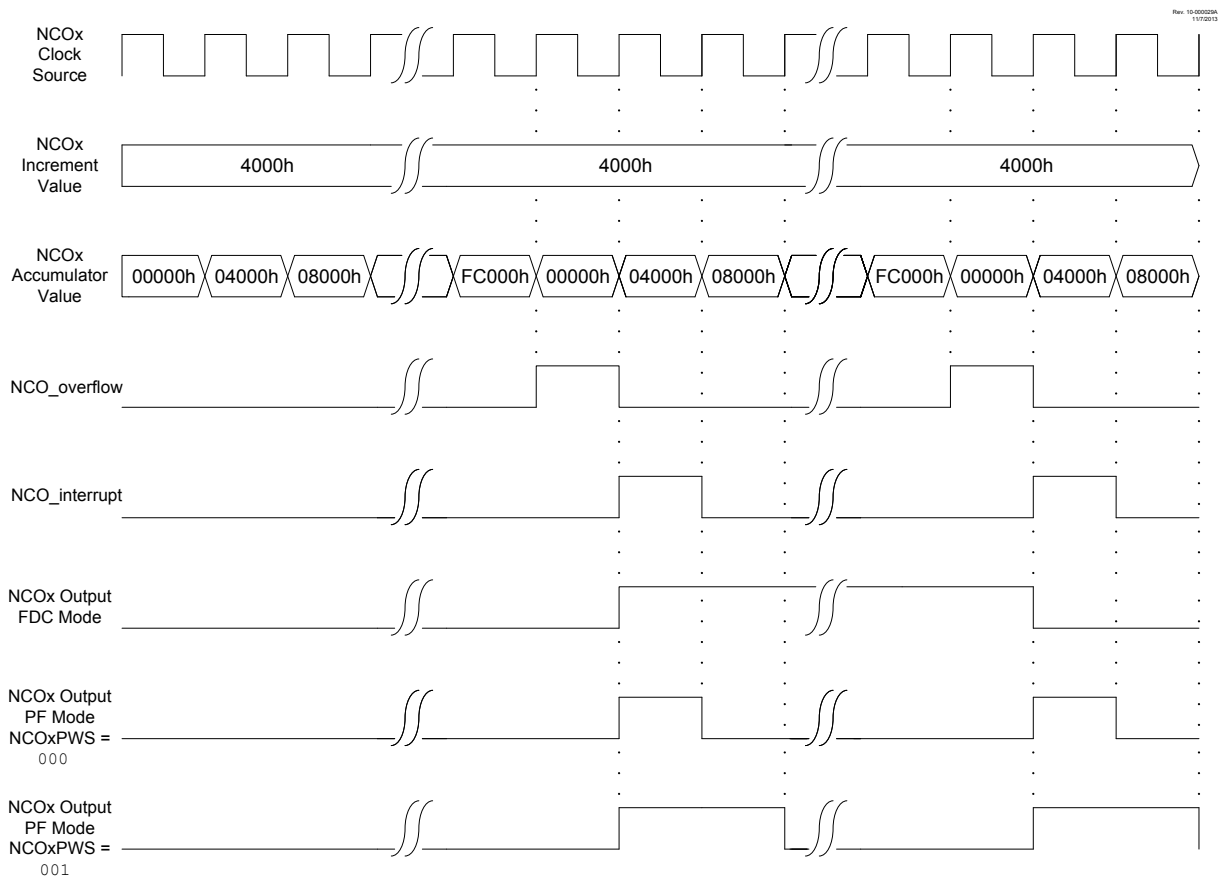 Rev. 10-000029A
11/7/2013
NCOx
Clock
Source
NCOx
Increment
Value
4000h
4000h
4000h
NCOx
Accumulator
Value
00000h
04000h
08000h
FC000h
00000h
04000h
08000h
FC000h
00000h
04000h
08000h
NCO_overflow
NCO_interrupt
NCOx Output
FDC Mode
NCOx Output
PF Mode
NCOxPWS =
000
NCOx Output
PF Mode
NCOxPWS =
001